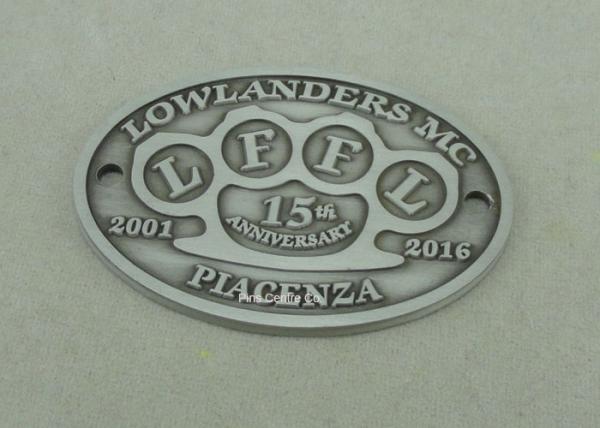 LOWLANDERS MC
L F F L
15th
ANNIVERSARY
2001
2016
PIACENZA
Pins Centre Co